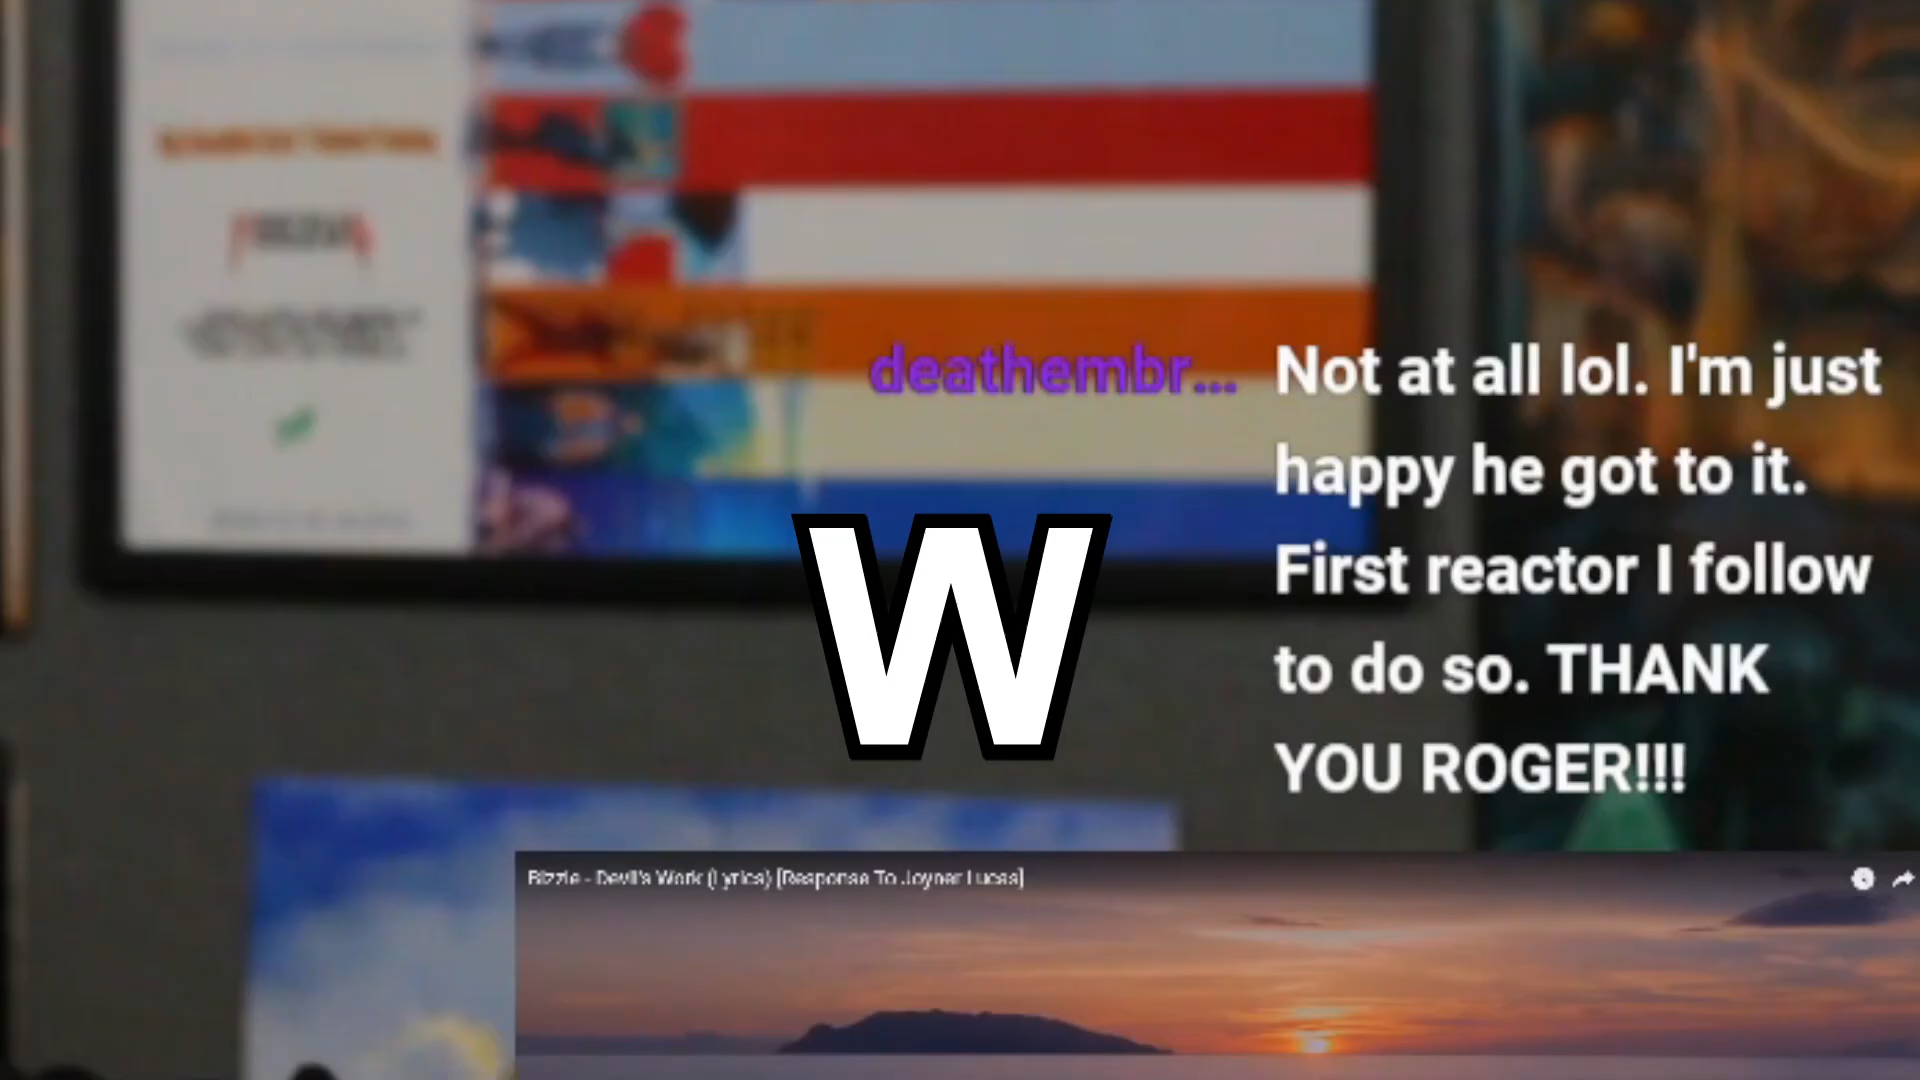 deathembr... Not at all lol. I'm just
happy he got to it.
First reactor I follow
to do so. THANK
YOU ROGER!!!
W
Bizzle - Devil's Work (Lyrics) [Response To Joyner Lucas]